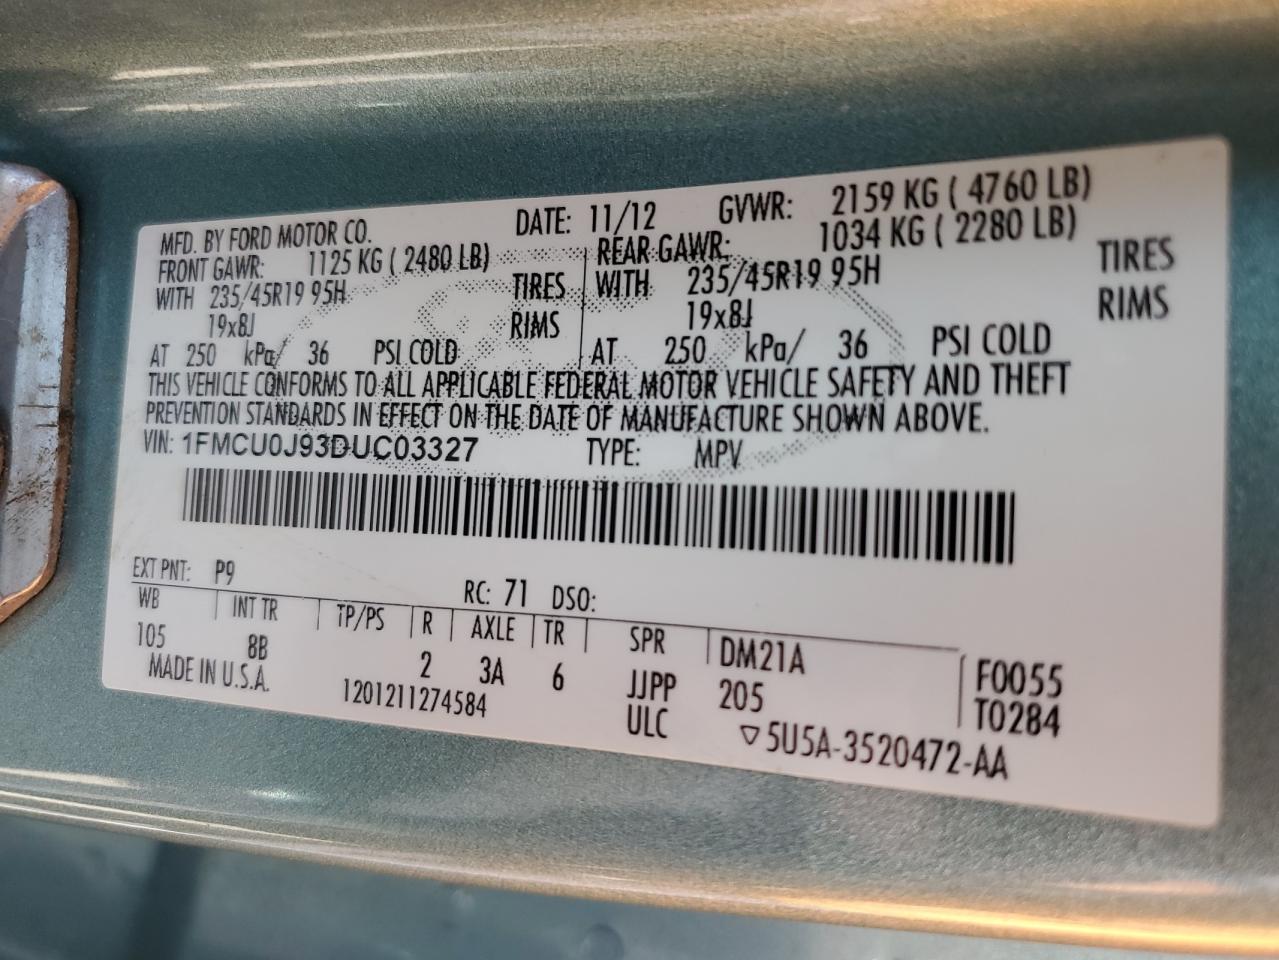 MFD. BY FORD MOTOR CO. DATE: 11/12 GVWR: 2159 KG ( 4760 LB)
FRONT GAWR: 1125 KG ( 2480 LB) REAR GAWR: 1034 KG ( 2280 LB)
WITH 235/45R19 95H TIRES WITH 235/45R19 95H TIRES
19x8J RIMS 19x8J RIMS
AT 250 kPa/ 36 PSI COLD AT 250 kPa/ 36 PSI COLD
THIS VEHICLE CONFORMS TO ALL APPLICABLE FEDERAL MOTOR VEHICLE SAFETY AND THEFT
PREVENTION STANDARDS IN EFFECT ON THE DATE OF MANUFACTURE SHOWN ABOVE.
VIN: 1FMCU0J93DUC03327 TYPE: MPV
EXT PNT: P9 RC: 71 DSO:
WB INT TR TP/PS R AXLE TR SPR DM21A F0055
105 8B 2 3A 6 JJPP 205 T0284
MADE IN U.S.A. 1201211274584 ULC ▽5U5A-3520472-AA